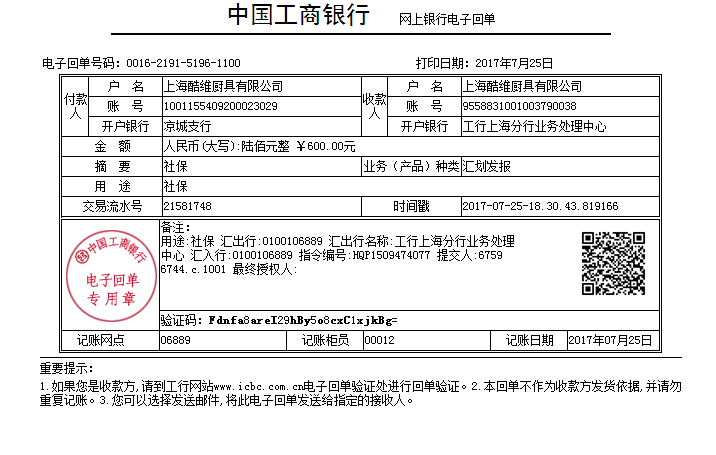 中国工商银行 网上银行电子回单
电子回单号码: 0016-2191-5196-1100 打印日期: 2017年7月25日
付款人 户 名 上海酷维厨具有限公司 收款人 户 名 上海酷维厨具有限公司
账 号 1001155409200023029 账 号 9558831001003790038
开户银行 凉城支行 开户银行 工行上海分行业务处理中心
金 额 人民币(大写):陆佰元整 ￥600.00元
摘 要 社保 业务（产品）种类 汇划发报
用 途 社保
交易流水号 21581748 时间戳 2017-07-25-18.30.43.819166
中国工商银行
电子回单
专用章
备注:
用途:社保 汇出行:0100106889 汇出行名称:工行上海分行业务处理
中心 汇入行:0100106889 指令编号:HQP1509474077 提交人:6759
6744.c.1001 最终授权人:
验证码: Fdnfa8areI29hBy5o8cxC1xjkBg=
记账网点 06889 记账柜员 00012 记账日期 2017年07月25日
重要提示:
1.如果您是收款方,请到工行网站www.icbc.com.cn电子回单验证处进行回单验证。2.本回单不作为收款方发货依据,并请勿
重复记账。3.您可以选择发送邮件,将此电子回单发送给指定的接收人。